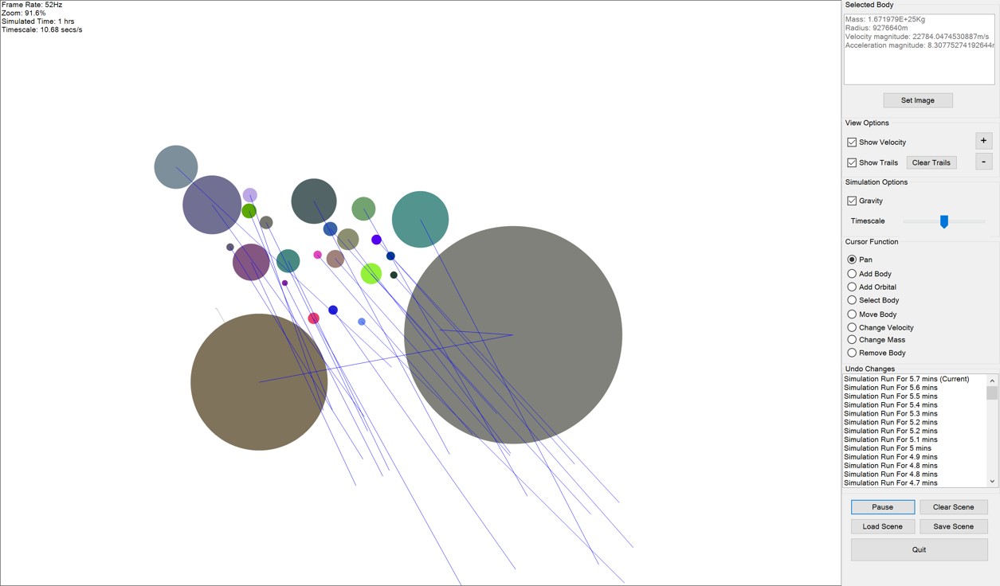 Frame Rate: 52Hz
Zoom: 91.6%
Simulated Time: 1 hrs
Timescale: 10.68 secs/s
Selected Body
Mass: 1.671979E+25Kg
Radius: 9276640m
Velocity magnitude: 22784.0474530887m/s
Acceleration magnitude: 8.30775274192644m
Set Image
View Options
Show Velocity
+
Show Trails
Clear Trails
-
Simulation Options
Gravity
Timescale
Cursor Function
Pan
Add Body
Add Orbital
Select Body
Move Body
Change Velocity
Change Mass
Remove Body
Undo Changes
Simulation Run For 5.7 mins (Current)
Simulation Run For 5.6 mins
Simulation Run For 5.5 mins
Simulation Run For 5.4 mins
Simulation Run For 5.3 mins
Simulation Run For 5.2 mins
Simulation Run For 5.2 mins
Simulation Run For 5.1 mins
Simulation Run For 5 mins
Simulation Run For 4.9 mins
Simulation Run For 4.8 mins
Simulation Run For 4.8 mins
Simulation Run For 4.7 mins
Pause
Clear Scene
Load Scene
Save Scene
Quit